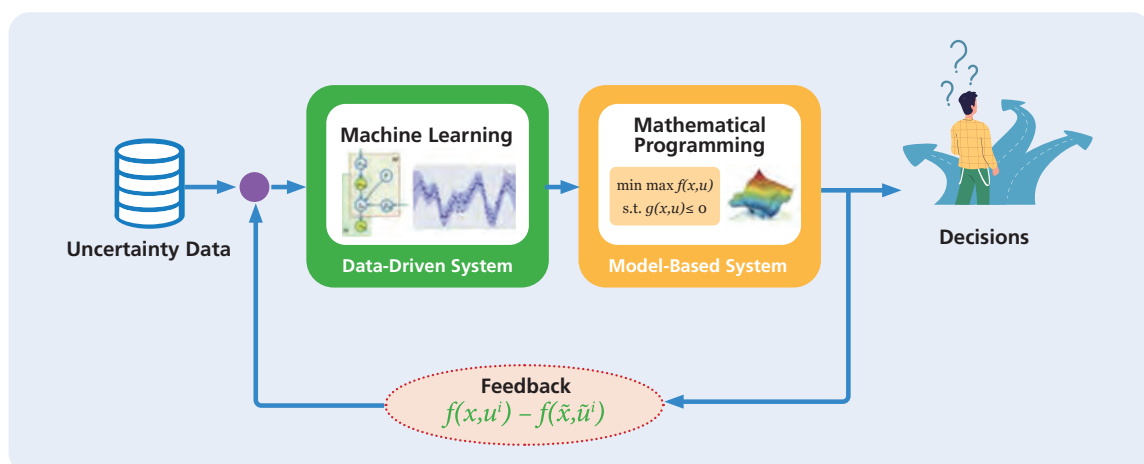 Uncertainty Data
Machine Learning
Data-Driven System
Mathematical
Programming
min max f(x,u)
s.t. g(x,u)≤ 0
Model-Based System
? ? ?
Decisions
Feedback
f(x,uⁱ) – f(x̃,ũⁱ)